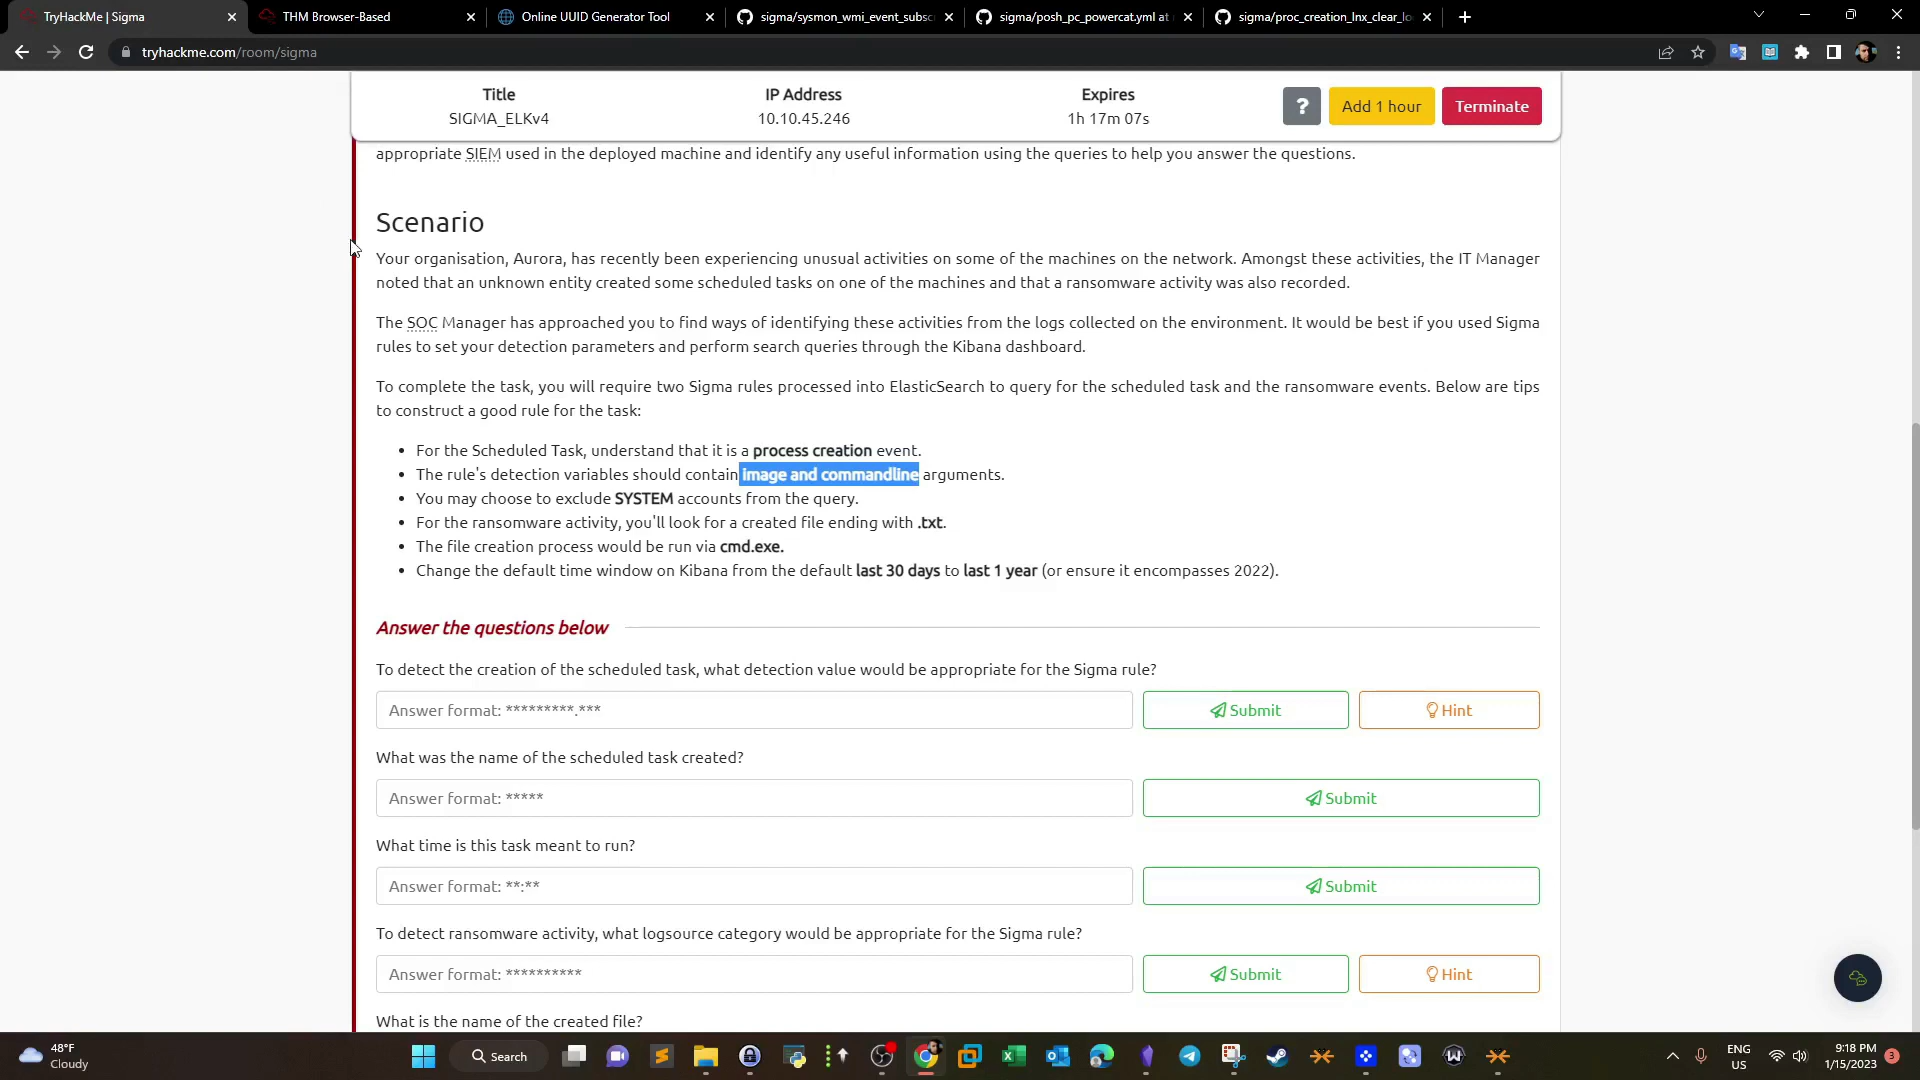 TryHackMe | Sigma
THM Browser-Based
Online UUID Generator Tool
sigma/sysmon_wmi_event_subsc
sigma/posh_pc_powercat.yml at
sigma/proc_creation_lnx_clear_lo
tryhackme.com/room/sigma
Title
SIGMA_ELKv4
IP Address
10.10.45.246
Expires
1h 17m 07s
?
Add 1 hour
Terminate
appropriate SIEM used in the deployed machine and identify any useful information using the queries to help you answer the questions.
Scenario
Your organisation, Aurora, has recently been experiencing unusual activities on some of the machines on the network. Amongst these activities, the IT Manager
noted that an unknown entity created some scheduled tasks on one of the machines and that a ransomware activity was also recorded.
The SOC Manager has approached you to find ways of identifying these activities from the logs collected on the environment. It would be best if you used Sigma
rules to set your detection parameters and perform search queries through the Kibana dashboard.
To complete the task, you will require two Sigma rules processed into ElasticSearch to query for the scheduled task and the ransomware events. Below are tips
to construct a good rule for the task:
• For the Scheduled Task, understand that it is a process creation event.
• The rule's detection variables should contain image and commandline arguments.
• You may choose to exclude SYSTEM accounts from the query.
• For the ransomware activity, you'll look for a created file ending with .txt.
• The file creation process would be run via cmd.exe.
• Change the default time window on Kibana from the default last 30 days to last 1 year (or ensure it encompasses 2022).
Answer the questions below
To detect the creation of the scheduled task, what detection value would be appropriate for the Sigma rule?
Answer format: *********.***
Submit
Hint
What was the name of the scheduled task created?
Answer format: *****
Submit
What time is this task meant to run?
Answer format: **:**
Submit
To detect ransomware activity, what logsource category would be appropriate for the Sigma rule?
Answer format: **********
Submit
Hint
What is the name of the created file?
48°F
Cloudy
Search
ENG
US
9:18 PM
1/15/2023
3